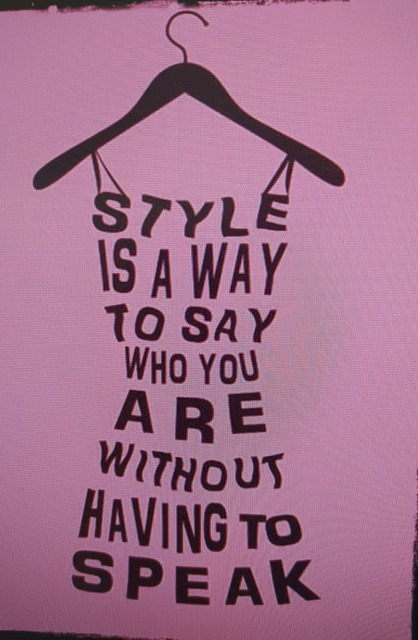 STYLE
IS A WAY
TO SAY
WHO YOU
ARE
WITHOUT
HAVING TO
SPEAK